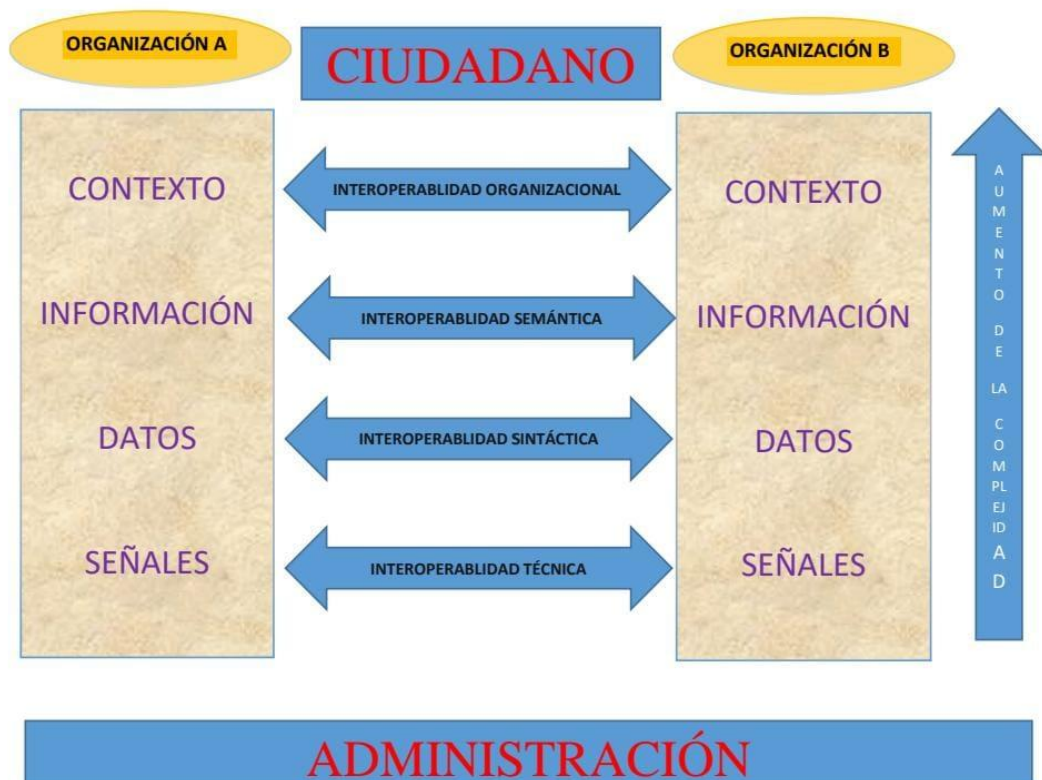 ORGANIZACIÓN A
CIUDADANO
ORGANIZACIÓN B
CONTEXTO
INTEROPERABLIDAD ORGANIZACIONAL
CONTEXTO
INFORMACIÓN
INTEROPERABLIDAD SEMÁNTICA
INFORMACIÓN
DATOS
INTEROPERABLIDAD SINTÁCTICA
DATOS
SEÑALES
INTEROPERABLIDAD TÉCNICA
SEÑALES
AUMENTO DE LA COMPLEJIDAD
ADMINISTRACIÓN